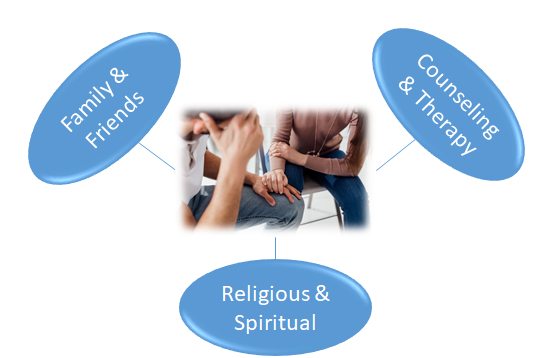 Family &
Friends
Counseling
& Therapy
Religious &
Spiritual